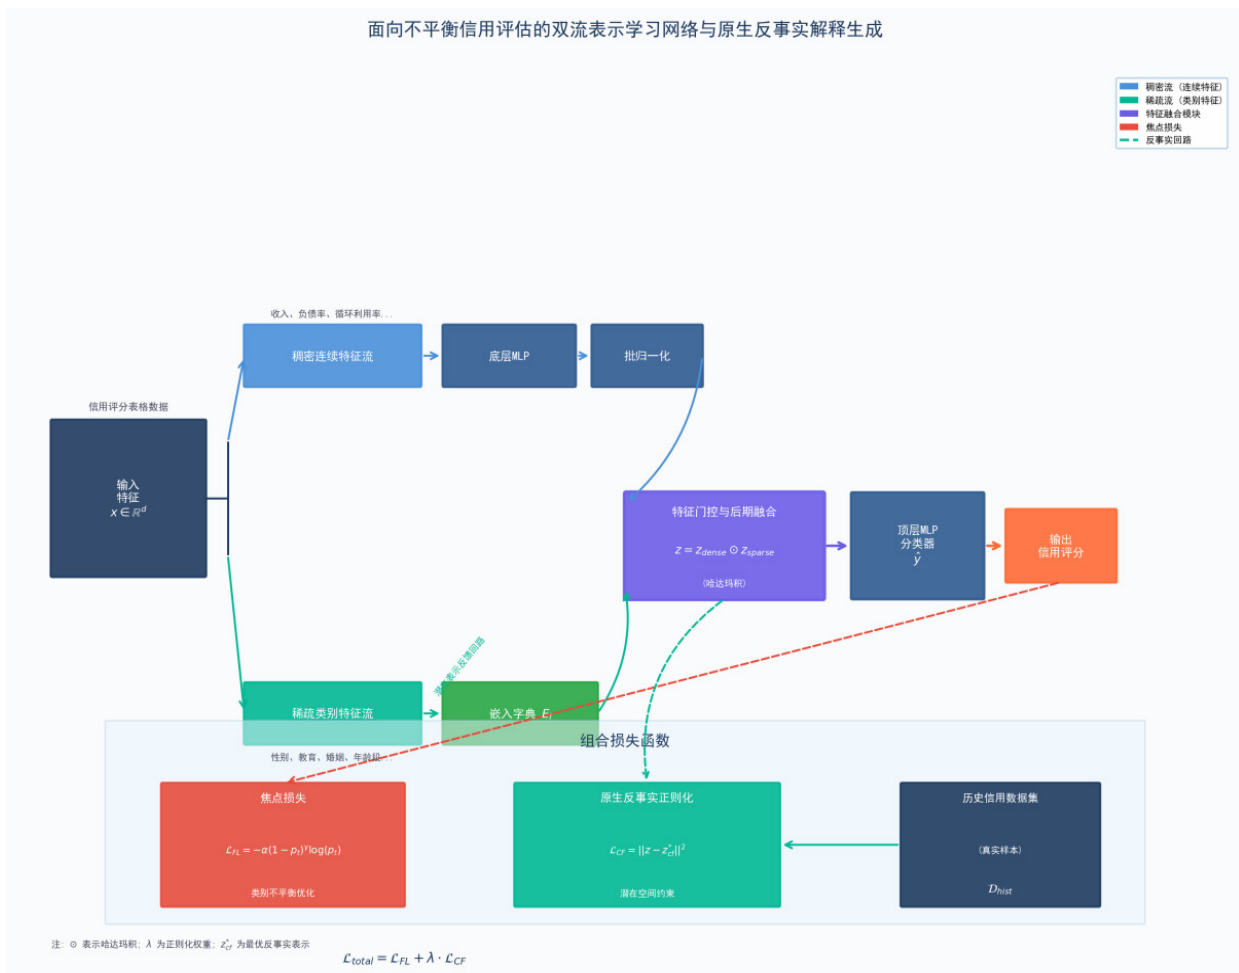 面向不平衡信用评估的双流表示学习网络与原生反事实解释生成
稠密流 (连续特征)
稀疏流 (类别特征)
特征融合模块
焦点损失
反事实回路
收入、负债率、循环利用率...
稠密连续特征流
底层MLP
批归一化
信用评分表格数据
输入
特征
x ∈ ℝ^d
特征门控与后期融合
z = z_dense ⊙ z_sparse
(哈达玛积)
顶层MLP
分类器
ŷ
输出
信用评分
表示反馈回路
稀疏类别特征流
嵌入字典 E_i
组合损失函数
性别、教育、婚姻、年龄段...
焦点损失
ℒ_FL = −α(1 − p_t)^γ log(p_t)
类别不平衡优化
原生反事实正则化
ℒ_CF = ||z − z*_cf||²
潜在空间约束
历史信用数据集
(真实样本)
𝒟_hist
注: ⊙ 表示哈达玛积; λ 为正则化权重; z*_cf 为最优反事实表示
ℒ_total = ℒ_FL + λ · ℒ_CF